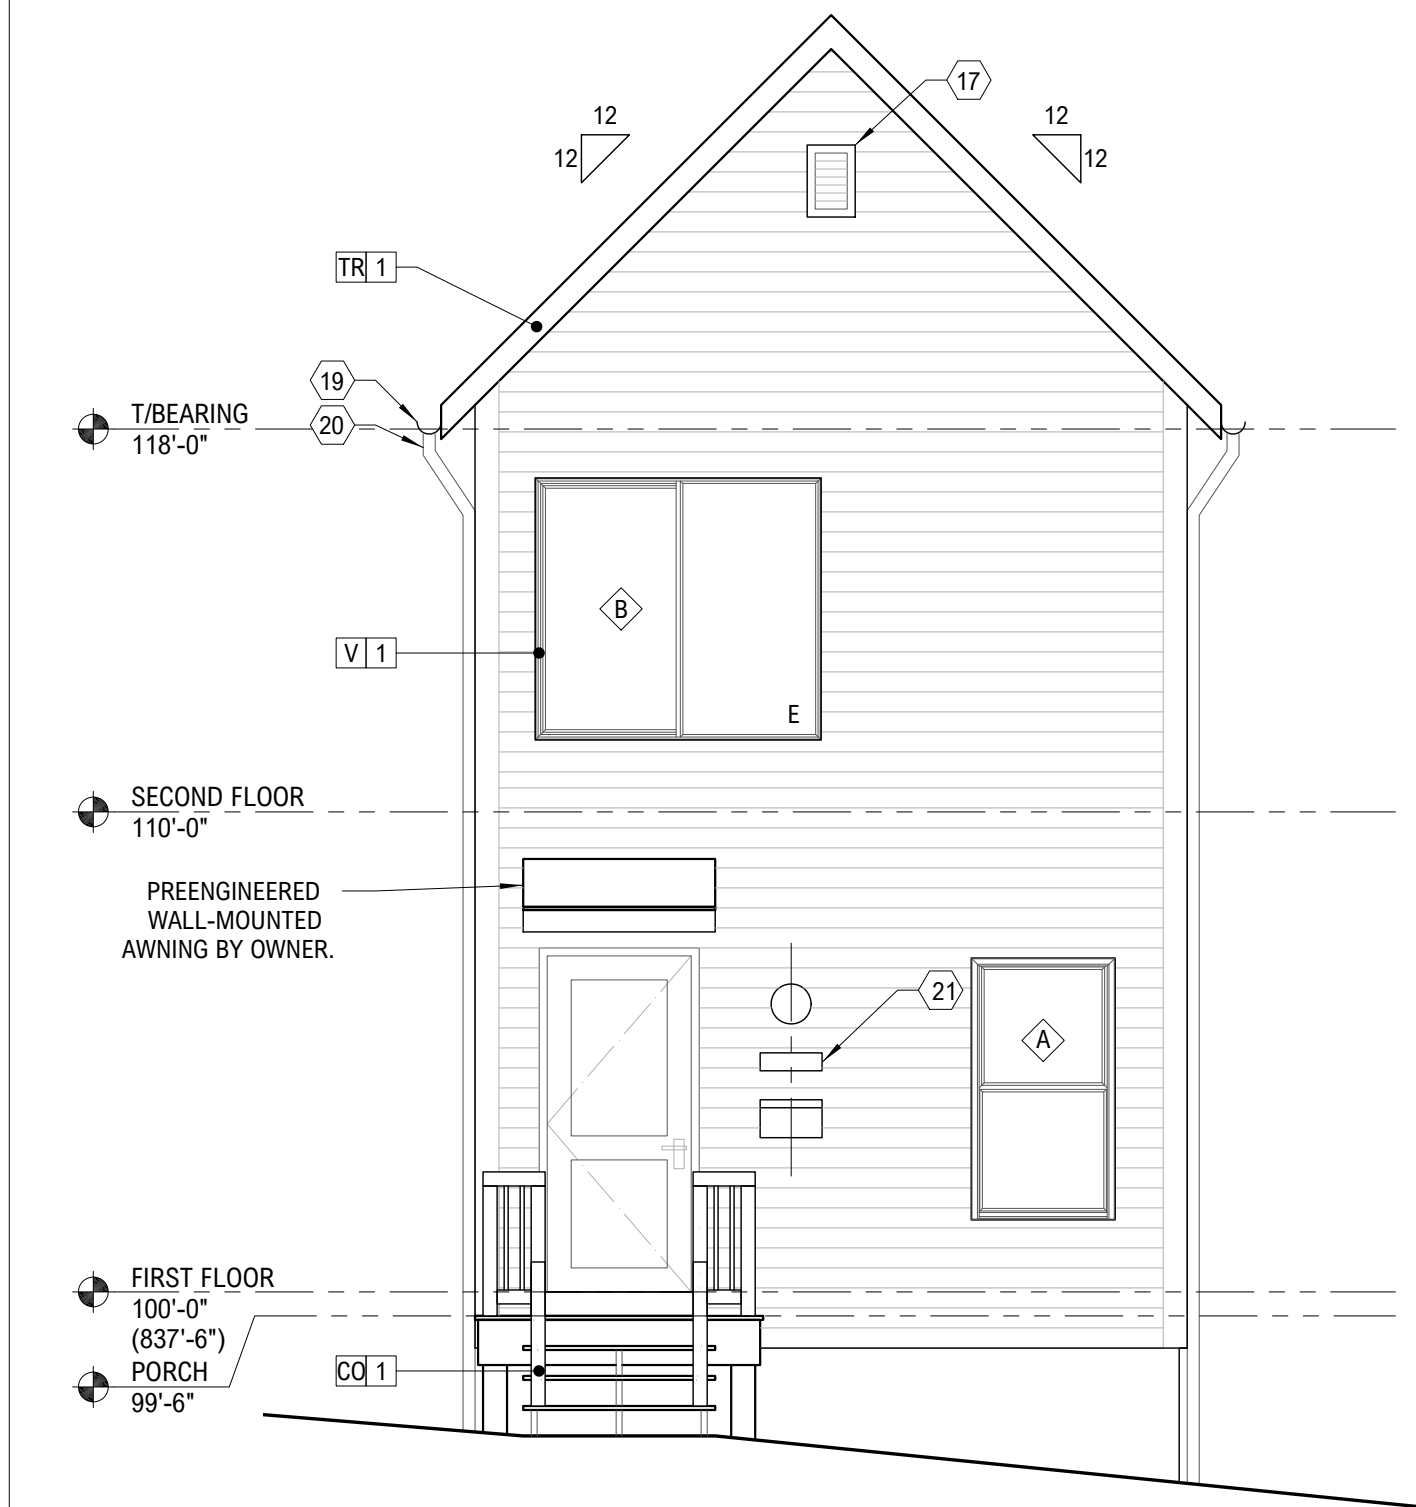 17
12
12
12
12
TR 1
19
T/BEARING
20
118'-0"
B
V 1
E
SECOND FLOOR
110'-0"
PREENGINEERED
WALL-MOUNTED
AWNING BY OWNER.
21
A
FIRST FLOOR
100'-0"
(837'-6")
PORCH
CO 1
99'-6"